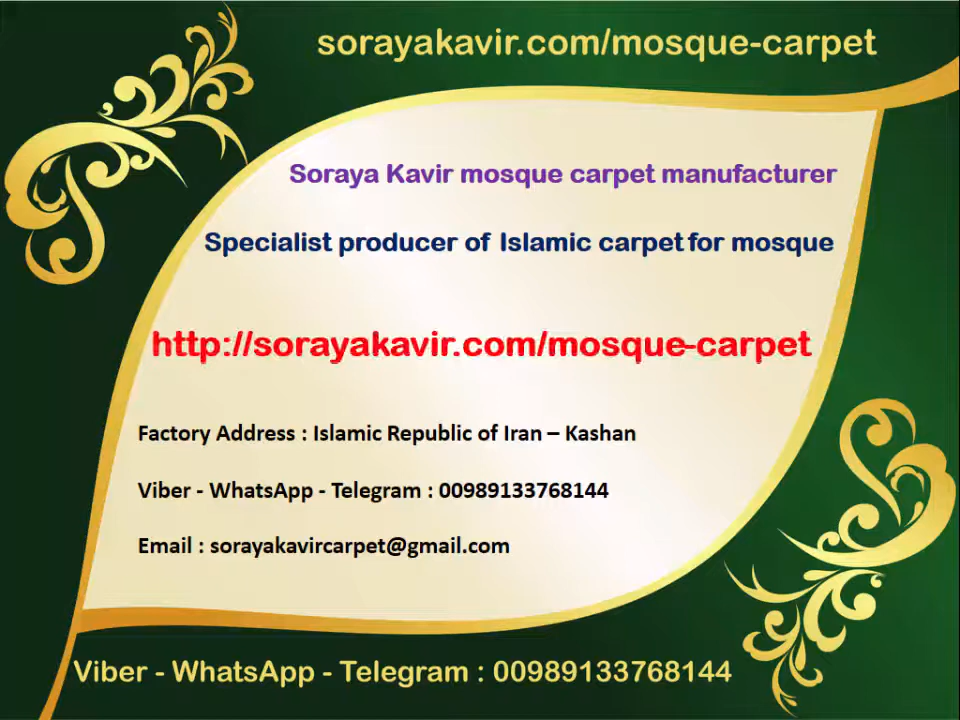 sorayakavir.com/mosque-carpet
Soraya Kavir mosque carpet manufacturer
Specialist producer of Islamic carpet for mosque
http://sorayakavir.com/mosque-carpet
Factory Address : Islamic Republic of Iran – Kashan
Viber - WhatsApp - Telegram : 00989133768144
Email : sorayakavircarpet@gmail.com
Viber - WhatsApp - Telegram : 00989133768144